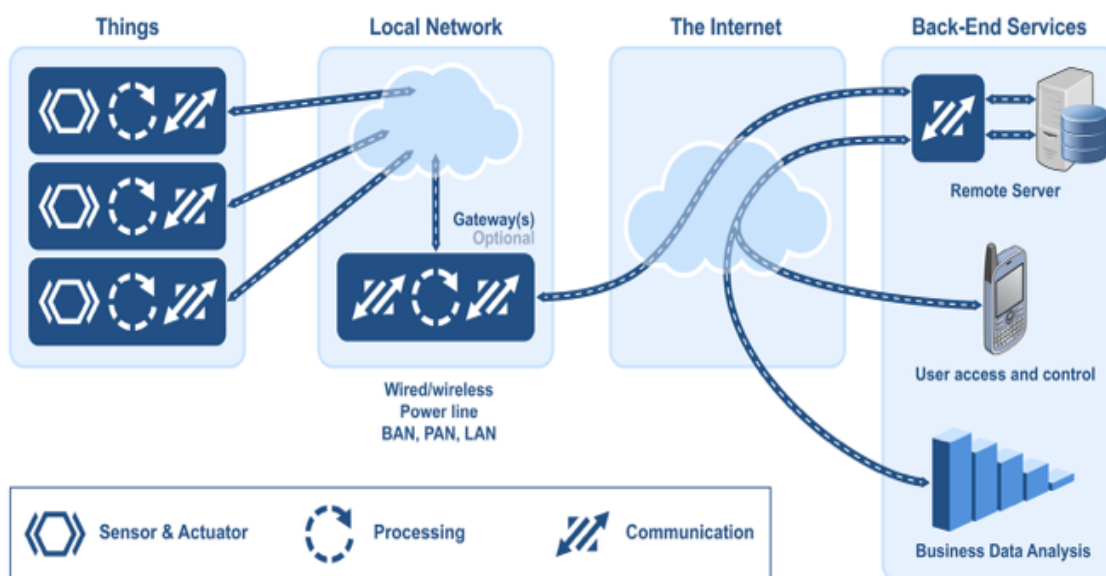 Things
Local Network
The Internet
Back-End Services
Gateway(s)
Optional
Wired/wireless
Power line
BAN, PAN, LAN
Remote Server
User access and control
Business Data Analysis
Sensor & Actuator
Processing
Communication